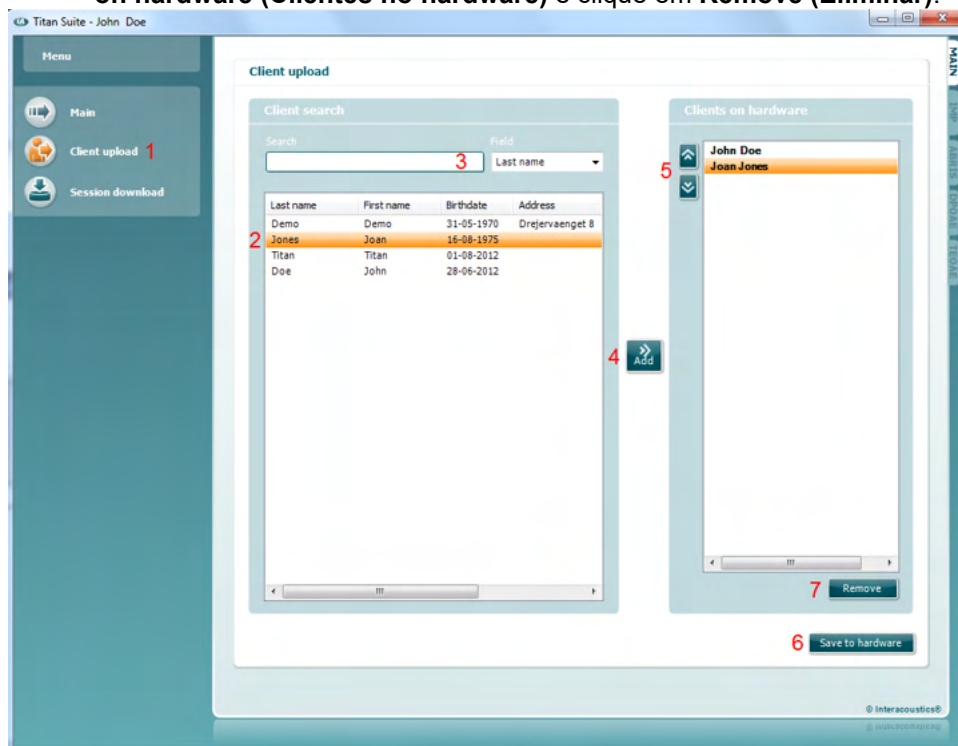 on hardware (Clientes no hardware) e clique em Remove (Eliminar).
Titan Suite - John Doe
Menu
Main
Client upload 1
Session download
Client upload
Client search
Search
Field
3
Last name
Last name First name Birthdate Address
Demo Demo 31-05-1970 Drejervaenget 8
2 Jones Joan 16-08-1975
Titan Titan 01-08-2012
Doe John 28-06-2012
4 Add
Clients on hardware
5
John Doe
Joan Jones
7 Remove
6 Save to hardware
MAIN
IMP
ABRIS
DPOAE
TEOAE
© Interacoustics®